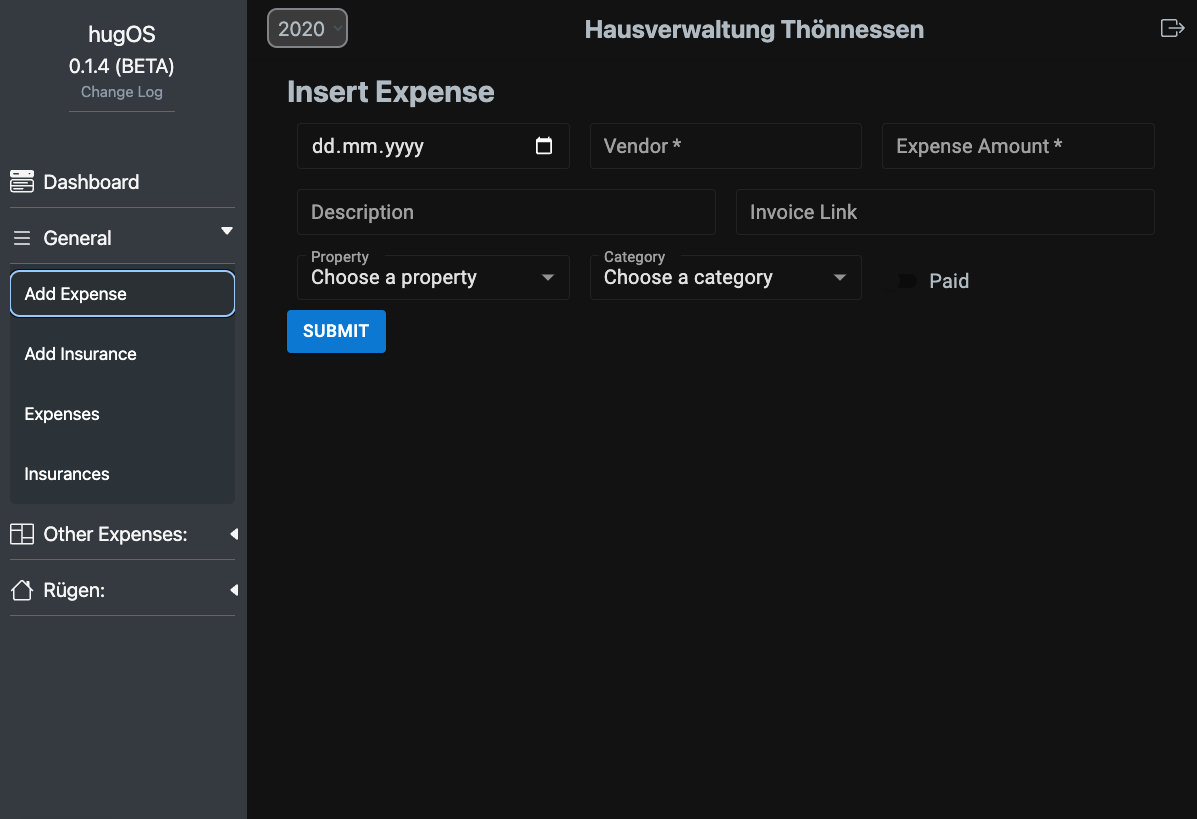 hugOS
0.1.4 (BETA)
Change Log
Dashboard
General
Add Expense
Add Insurance
Expenses
Insurances
Other Expenses:
Rügen:
2020
Hausverwaltung Thönnessen
Insert Expense
dd.mm.yyyy
Vendor *
Expense Amount *
Description
Invoice Link
Property
Choose a property
Category
Choose a category
Paid
SUBMIT